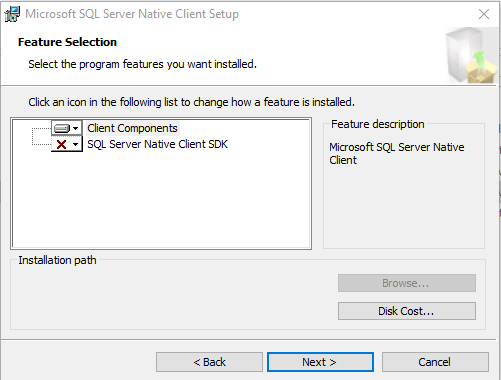 Microsoft SQL Server Native Client Setup
Feature Selection
Select the program features you want installed.
Click an icon in the following list to change how a feature is installed.
Client Components
SQL Server Native Client SDK
Feature description
Microsoft SQL Server Native
Client
Installation path
Browse...
Disk Cost...
< Back
Next >
Cancel